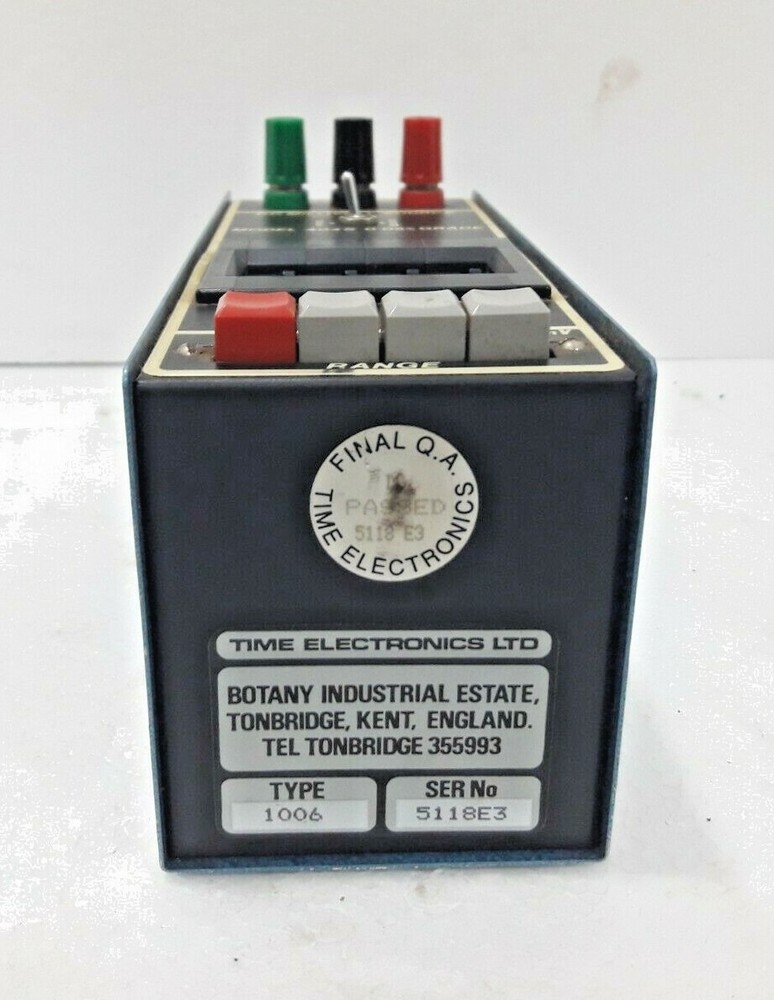 RANGE
FINAL Q.A.
PASSED
5118 E3
TIME ELECTRONICS
TIME ELECTRONICS LTD
BOTANY INDUSTRIAL ESTATE,
TONBRIDGE, KENT, ENGLAND.
TEL TONBRIDGE 355993
TYPE
1006
SER No
5118E3